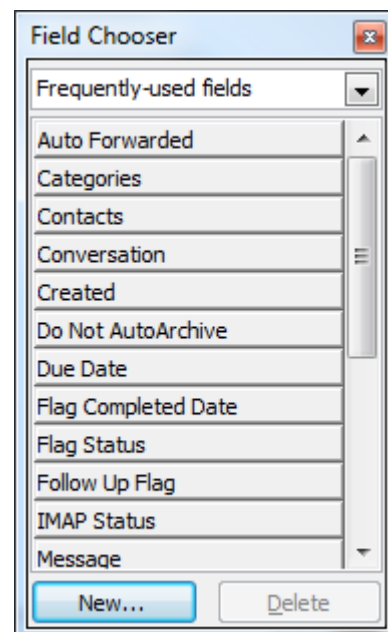 Field Chooser
Frequently-used fields
Auto Forwarded
Categories
Contacts
Conversation
Created
Do Not AutoArchive
Due Date
Flag Completed Date
Flag Status
Follow Up Flag
IMAP Status
Message
New... Delete